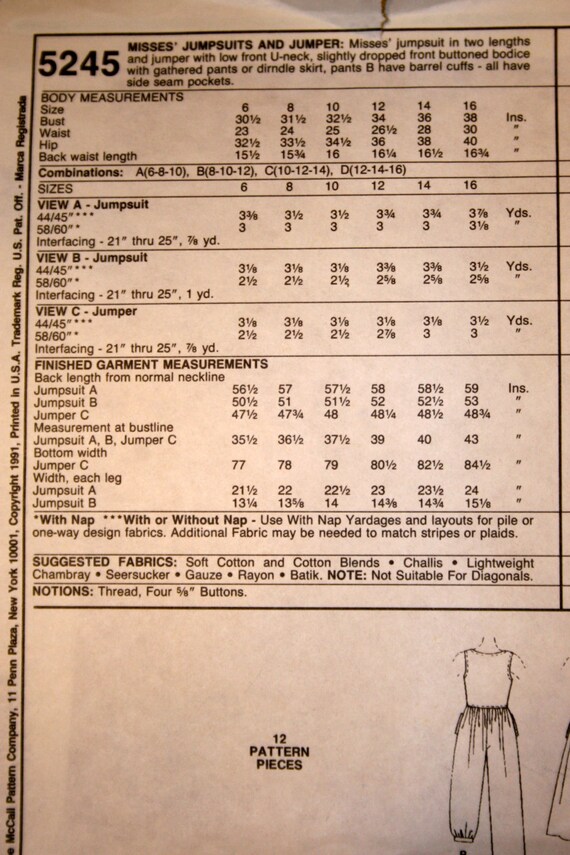 5245
MISSES' JUMPSUITS AND JUMPER: Misses' jumpsuit in two lengths
and jumper with low front U-neck, slightly dropped front buttoned bodice
with gathered pants or dirndle skirt, pants B have barrel cuffs - all have
side seam pockets.
BODY MEASUREMENTS
Size 6 8 10 12 14 16
Bust 30½ 31½ 32½ 34 36 38 Ins.
Waist 23 24 25 26½ 28 30 "
Hip 32½ 33½ 34½ 36 38 40 "
Back waist length 15½ 15¾ 16 16¼ 16½ 16¾ "
Combinations: A(6-8-10), B(8-10-12), C(10-12-14), D(12-14-16)
SIZES 6 8 10 12 14 16
VIEW A - Jumpsuit
44/45"*** 3⅜ 3½ 3½ 3¾ 3¾ 3⅞ Yds.
58/60"* 3 3 3 3 3 3⅛ "
Interfacing - 21" thru 25", ⅞ yd.
VIEW B - Jumpsuit
44/45"*** 3⅛ 3⅛ 3⅛ 3⅜ 3⅜ 3½ Yds.
58/60"* 2½ 2½ 2½ 2⅝ 2⅝ 2⅝ "
Interfacing - 21" thru 25", 1 yd.
VIEW C - Jumper
44/45"*** 3⅛ 3⅛ 3⅛ 3⅛ 3⅛ 3½ Yds.
58/60"* 2½ 2½ 2½ 2⅞ 3 3 "
Interfacing - 21" thru 25", ⅞ yd.
FINISHED GARMENT MEASUREMENTS
Back length from normal neckline
Jumpsuit A 56½ 57 57½ 58 58½ 59 Ins.
Jumpsuit B 50½ 51 51½ 52 52½ 53 "
Jumper C 47½ 47¾ 48 48¼ 48½ 48¾ "
Measurement at bustline
Jumpsuit A, B, Jumper C 35½ 36½ 37½ 39 40 43 "
Bottom width
Jumper C 77 78 79 80½ 82½ 84½ "
Width, each leg
Jumpsuit A 21½ 22 22½ 23 23½ 24 "
Jumpsuit B 13¼ 13⅝ 14 14⅜ 14¾ 15⅛ "
*With Nap ***With or Without Nap - Use With Nap Yardages and layouts for pile or
one-way design fabrics. Additional Fabric may be needed to match stripes or plaids.
SUGGESTED FABRICS: Soft Cotton and Cotton Blends • Challis • Lightweight
Chambray • Seersucker • Gauze • Rayon • Batik. NOTE: Not Suitable For Diagonals.
NOTIONS: Thread, Four ⅝" Buttons.
12
PATTERN
PIECES
B
e McCall Pattern Company, 11 Penn Plaza, New York 10001, Copyright 1991, Printed in U.S.A. Trademark Reg. U.S. Pat. Off. - Marca Registrada